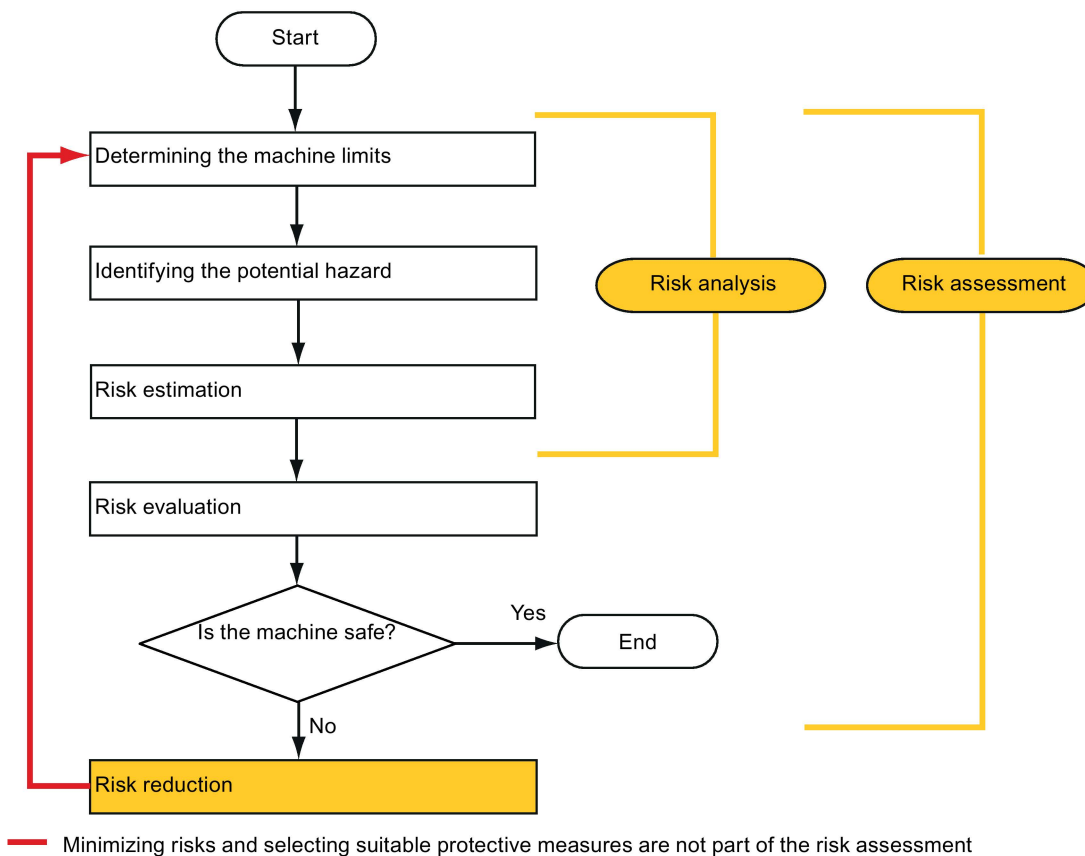 Start
Determining the machine limits
Identifying the potential hazard
Risk analysis
Risk assessment
Risk estimation
Risk evaluation
Is the machine safe?
Yes
End
No
Risk reduction
Minimizing risks and selecting suitable protective measures are not part of the risk assessment